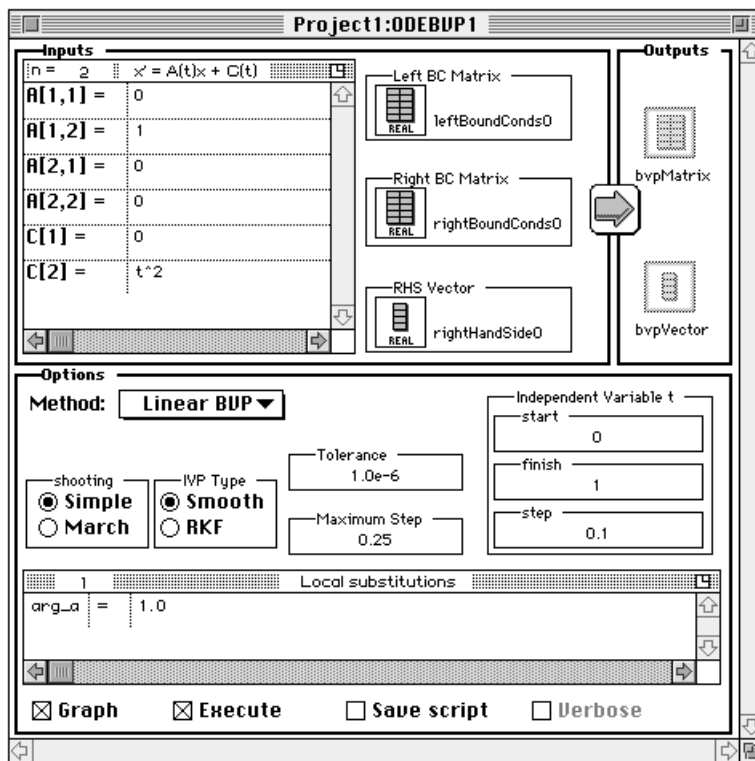 Project1:ODEBVP1
Inputs
n = 2 x' = A(t)x + C(t)
A[1,1] = 0
A[1,2] = 1
A[2,1] = 0
A[2,2] = 0
C[1] = 0
C[2] = t^2
Left BC Matrix
REAL leftBoundConds0
Right BC Matrix
REAL rightBoundConds0
RHS Vector
REAL rightHandSide0
Outputs
bvpMatrix
bvpVector
Options
Method: Linear BVP
shooting
Simple
March
IVP Type
Smooth
RKF
Tolerance
1.0e-6
Maximum Step
0.25
Independent Variable t
start
0
finish
1
step
0.1
1 Local substitutions
arg_a = 1.0
Graph Execute Save script Verbose